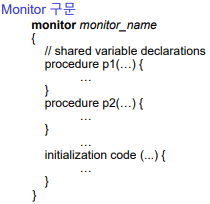 Monitor 구문
monitor monitor_name
{
// shared variable declarations
procedure p1(…) {
…
}
procedure p2(…) {
…
}
initialization code (...) {
…
}
}